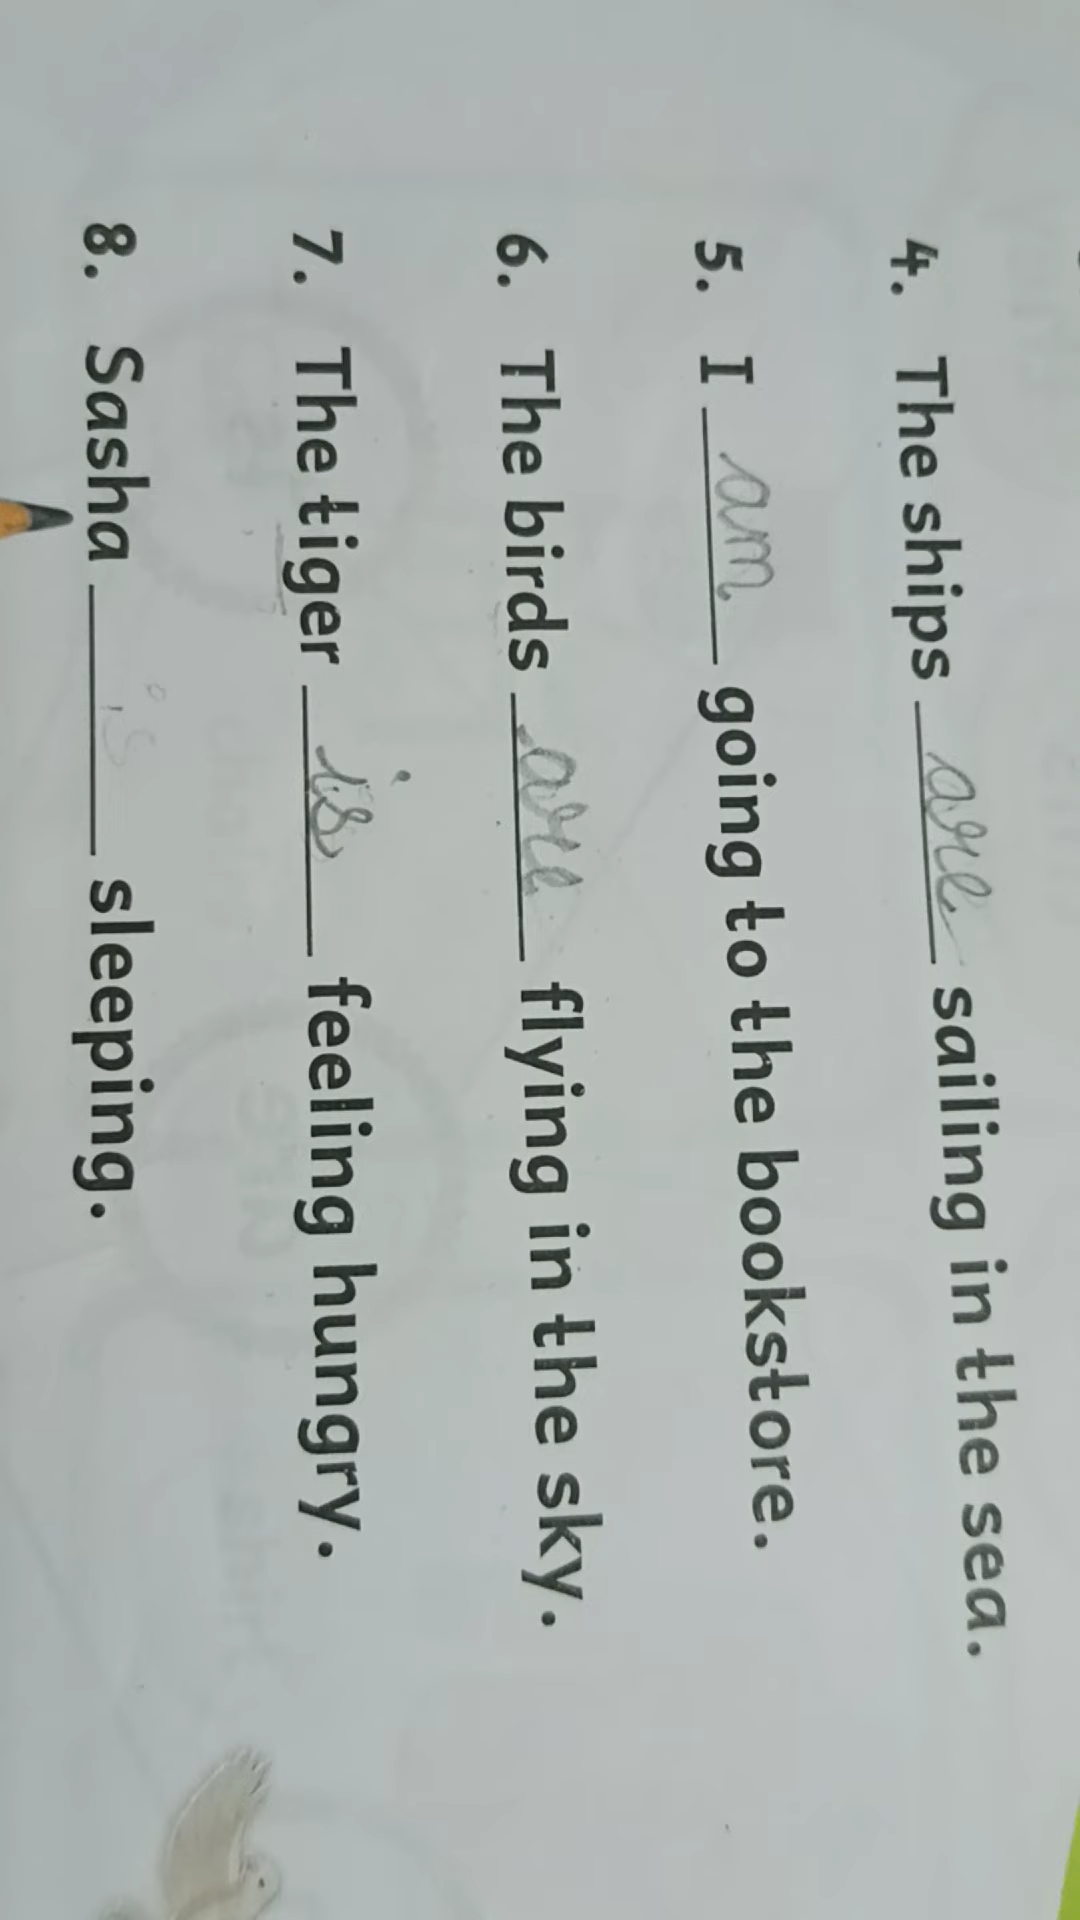 4. The ships are sailing in the sea.
5. I am going to the bookstore.
6. The birds are flying in the sky.
7. The tiger is feeling hungry.
8. Sasha is sleeping.